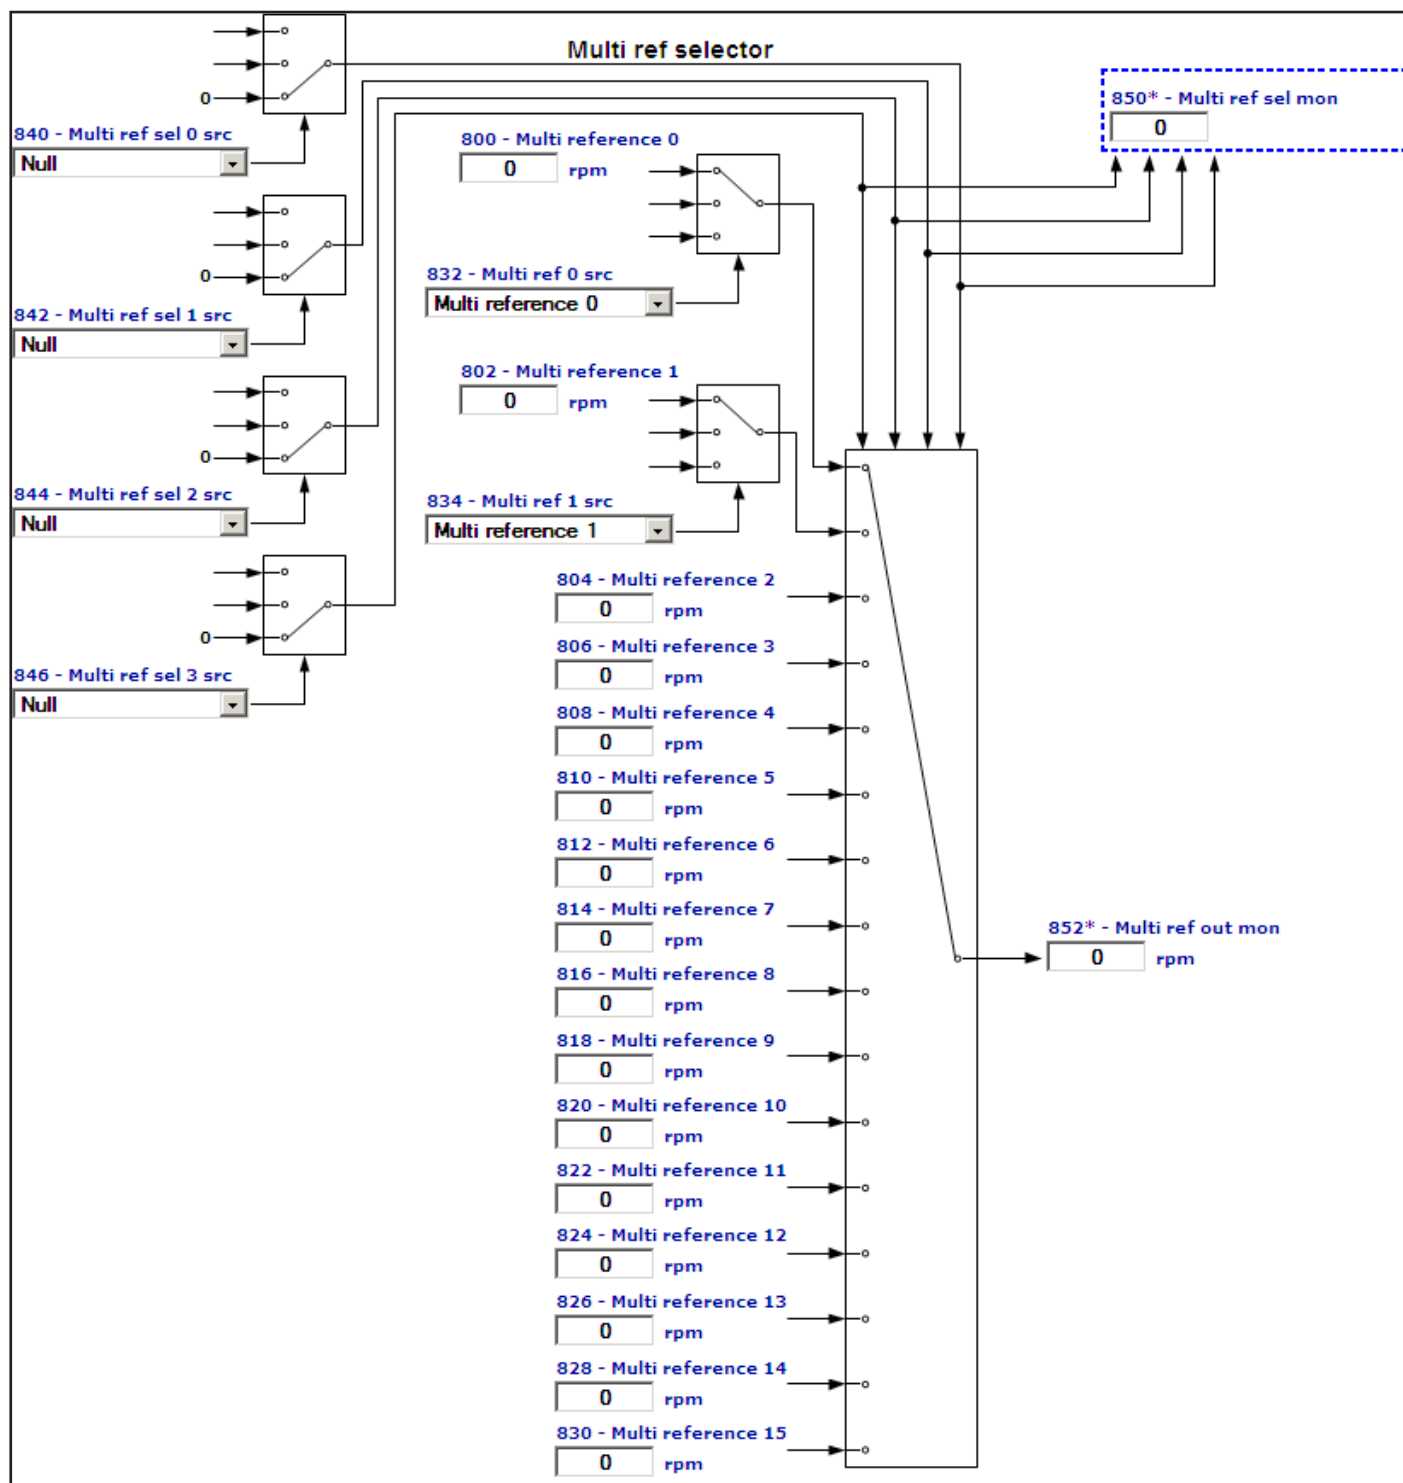 Multi ref selector
0
840 - Multi ref sel 0 src
Null
0
842 - Multi ref sel 1 src
Null
0
844 - Multi ref sel 2 src
Null
0
846 - Multi ref sel 3 src
Null
800 - Multi reference 0
0 rpm
832 - Multi ref 0 src
Multi reference 0
802 - Multi reference 1
0 rpm
834 - Multi ref 1 src
Multi reference 1
804 - Multi reference 2
0 rpm
806 - Multi reference 3
0 rpm
808 - Multi reference 4
0 rpm
810 - Multi reference 5
0 rpm
812 - Multi reference 6
0 rpm
814 - Multi reference 7
0 rpm
816 - Multi reference 8
0 rpm
818 - Multi reference 9
0 rpm
820 - Multi reference 10
0 rpm
822 - Multi reference 11
0 rpm
824 - Multi reference 12
0 rpm
826 - Multi reference 13
0 rpm
828 - Multi reference 14
0 rpm
830 - Multi reference 15
0 rpm
850* - Multi ref sel mon
0
852* - Multi ref out mon
0 rpm